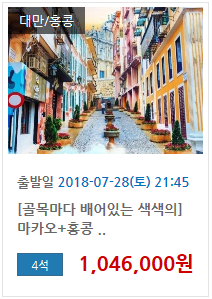 대만/홍콩
출발일 2018-07-28(토) 21:45
[골목마다 배어있는 색색의]
마카오+홍콩 ..
4석 1,046,000원